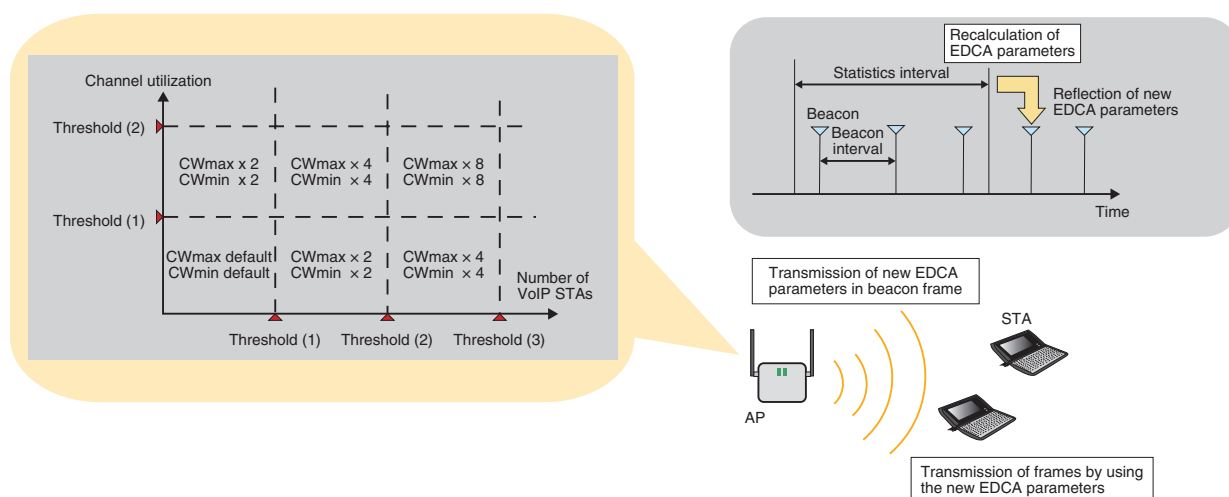 Channel utilization
Threshold (2)
CWmax x 2
CWmin x 2
CWmax × 4
CWmin × 4
CWmax × 8
CWmin × 8
Threshold (1)
CWmax default
CWmin default
CWmax × 2
CWmin × 2
CWmax × 4
CWmin × 4
Number of
VoIP STAs
Threshold (1)
Threshold (2)
Threshold (3)
Recalculation of
EDCA parameters
Statistics interval
Reflection of new
EDCA parameters
Beacon
Beacon
interval
Time
Transmission of new EDCA
parameters in beacon frame
STA
AP
Transmission of frames by using
the new EDCA parameters